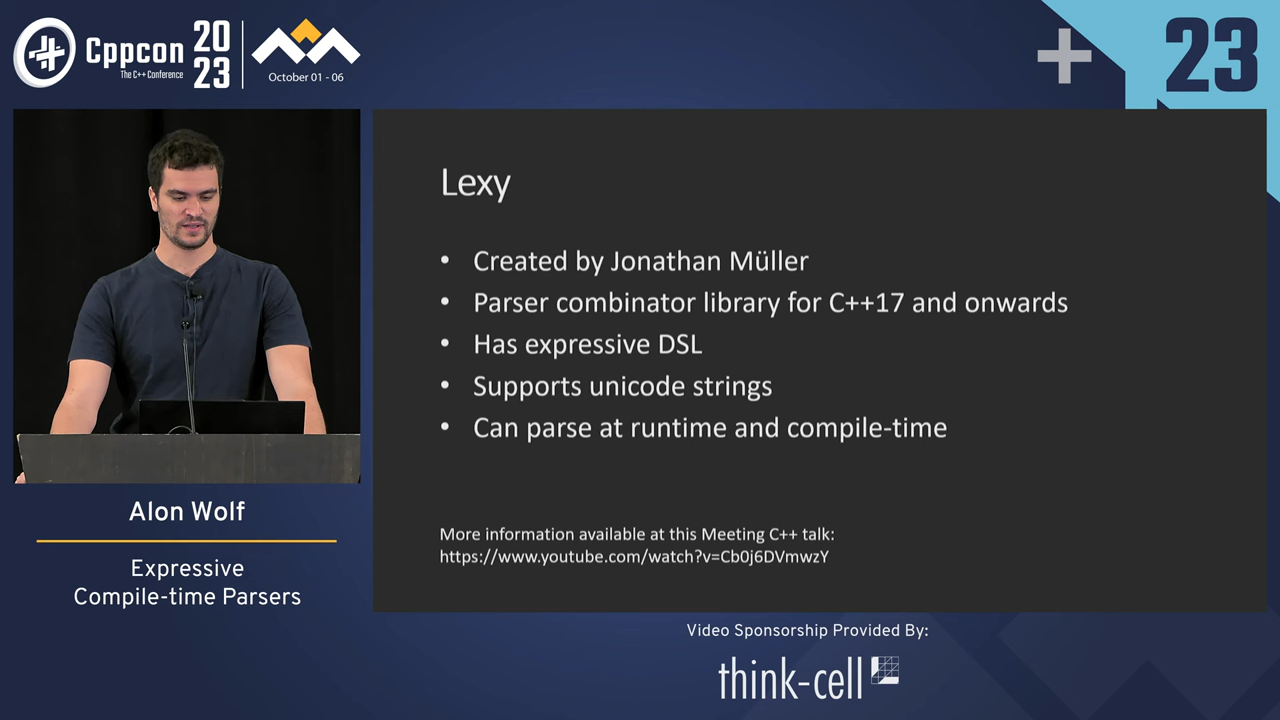 Cppcon
The C++ Conference
20
23
October 01 - 06
23
Lexy
• Created by Jonathan Müller
• Parser combinator library for C++17 and onwards
• Has expressive DSL
• Supports unicode strings
• Can parse at runtime and compile-time
More information available at this Meeting C++ talk:
https://www.youtube.com/watch?v=Cb0j6DVmwzY
Alon Wolf
Expressive
Compile-time Parsers
Video Sponsorship Provided By:
think-cell